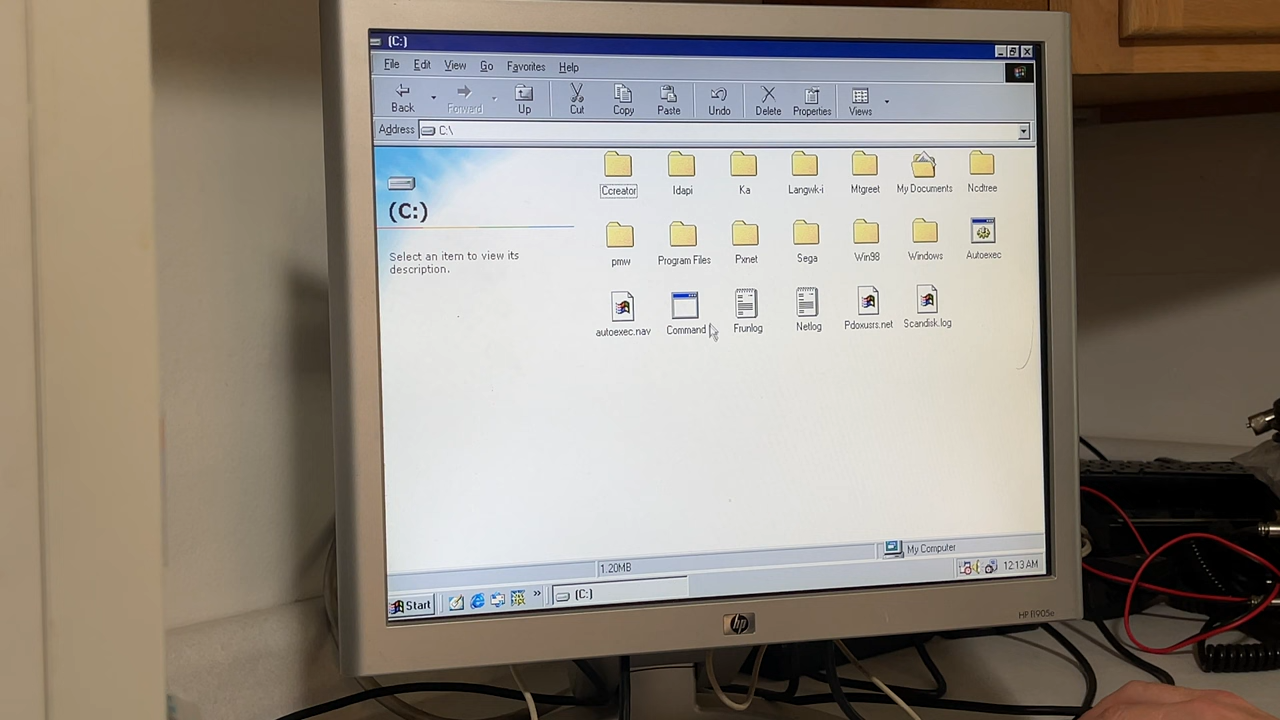 (C:)
File Edit View Go Favorites Help
Back Forward Up Cut Copy Paste Undo Delete Properties Views
Address C:\
Ccreator Idapi Ka Langwk-i Mtgreet My Documents Ncdtree
(C:)
pmw Program Files Pxnet Sega Win98 Windows Autoexec
Select an item to view its
description.
autoexec.nav Command Frunlog Netlog Pdoxusrs.net Scandisk.log
1.20MB My Computer
Start » (C:) 12:13 AM
hp